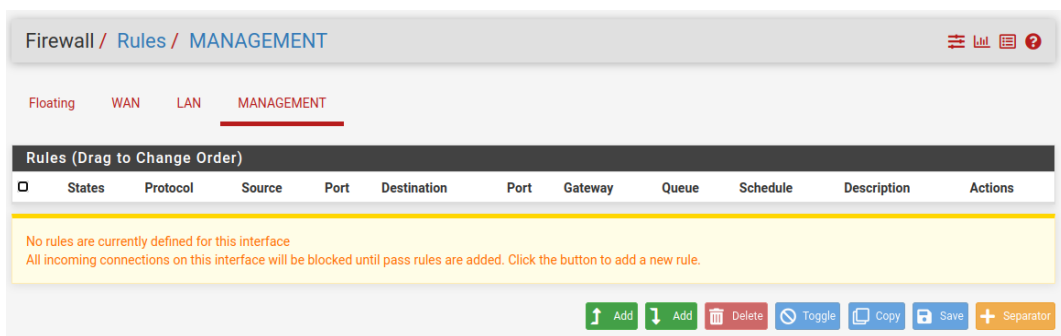 Firewall / Rules / MANAGEMENT
Floating WAN LAN MANAGEMENT
Rules (Drag to Change Order)
States Protocol Source Port Destination Port Gateway Queue Schedule Description Actions
No rules are currently defined for this interface
All incoming connections on this interface will be blocked until pass rules are added. Click the button to add a new rule.
Add Add Delete Toggle Copy Save Separator